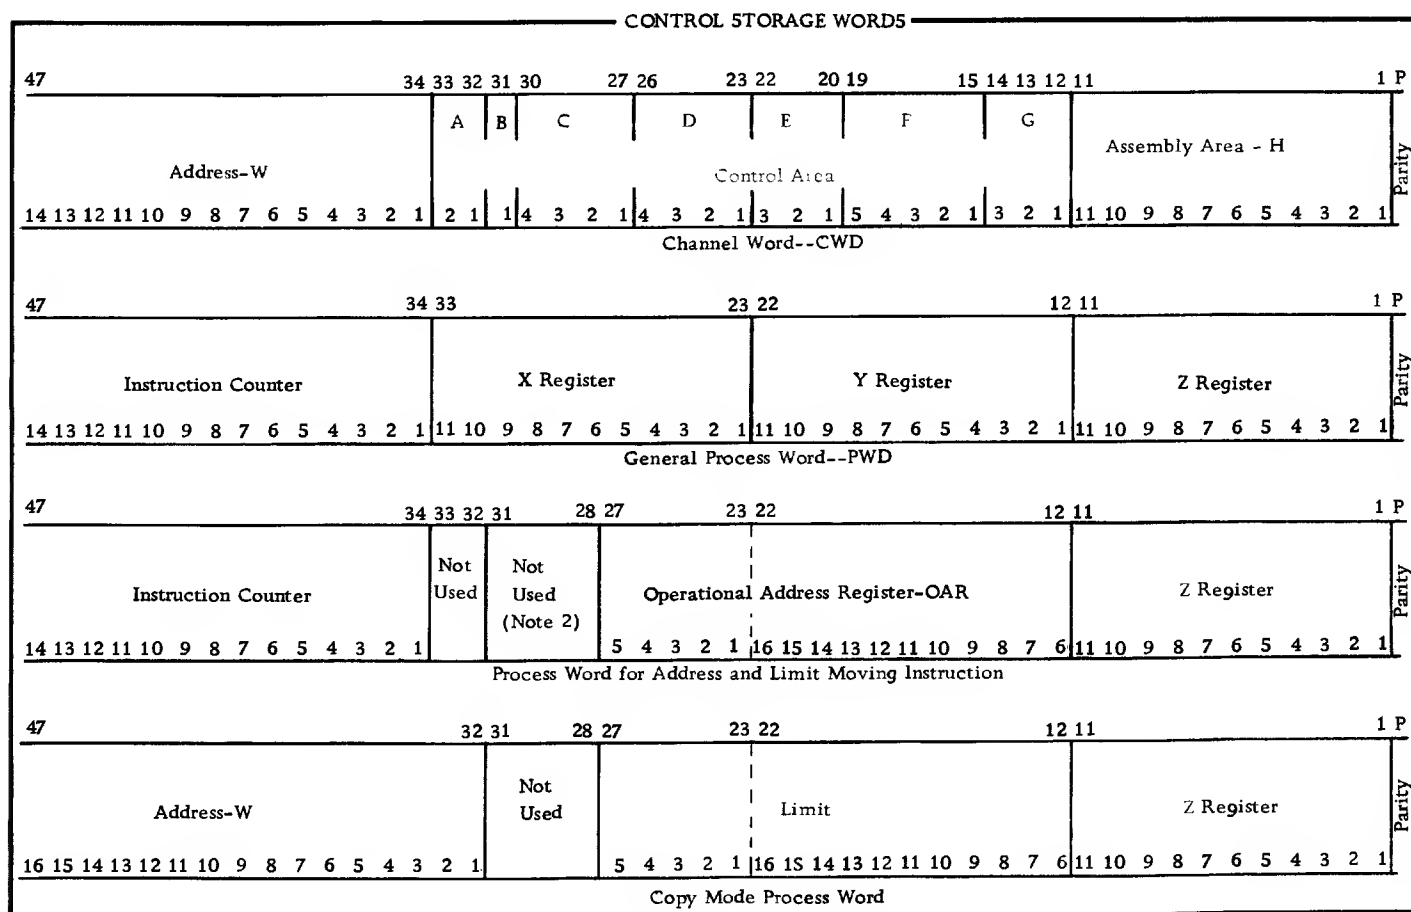 CONTROL STORAGE WORDS
47 34 33 32 31 30 27 26 23 22 20 19 15 14 13 12 11 1 P
A B C D E F G
Assembly Area - H
Address-W Control Area Parity
14 13 12 11 10 9 8 7 6 5 4 3 2 1 2 1 1 4 3 2 1 4 3 2 1 3 2 1 5 4 3 2 1 3 2 1 11 10 9 8 7 6 5 4 3 2 1
Channel Word--CWD
47 34 33 23 22 12 11 1 P
Instruction Counter X Register Y Register Z Register Parity
14 13 12 11 10 9 8 7 6 5 4 3 2 1 11 10 9 8 7 6 5 4 3 2 1 11 10 9 8 7 6 5 4 3 2 1 11 10 9 8 7 6 5 4 3 2 1
General Process Word--PWD
47 34 33 32 31 28 27 23 22 12 11 1 P
Not Not
Instruction Counter Used Used Operational Address Register-OAR Z Register Parity
(Note 2)
14 13 12 11 10 9 8 7 6 5 4 3 2 1 5 4 3 2 1 16 15 14 13 12 11 10 9 8 7 6 11 10 9 8 7 6 5 4 3 2 1
Process Word for Address and Limit Moving Instruction
47 32 31 28 27 23 22 12 11 1 P
Not
Address-W Used Limit Z Register Parity
16 15 14 13 12 11 10 9 8 7 6 5 4 3 2 1 5 4 3 2 1 16 15 14 13 12 11 10 9 8 7 6 11 10 9 8 7 6 5 4 3 2 1
Copy Mode Process Word